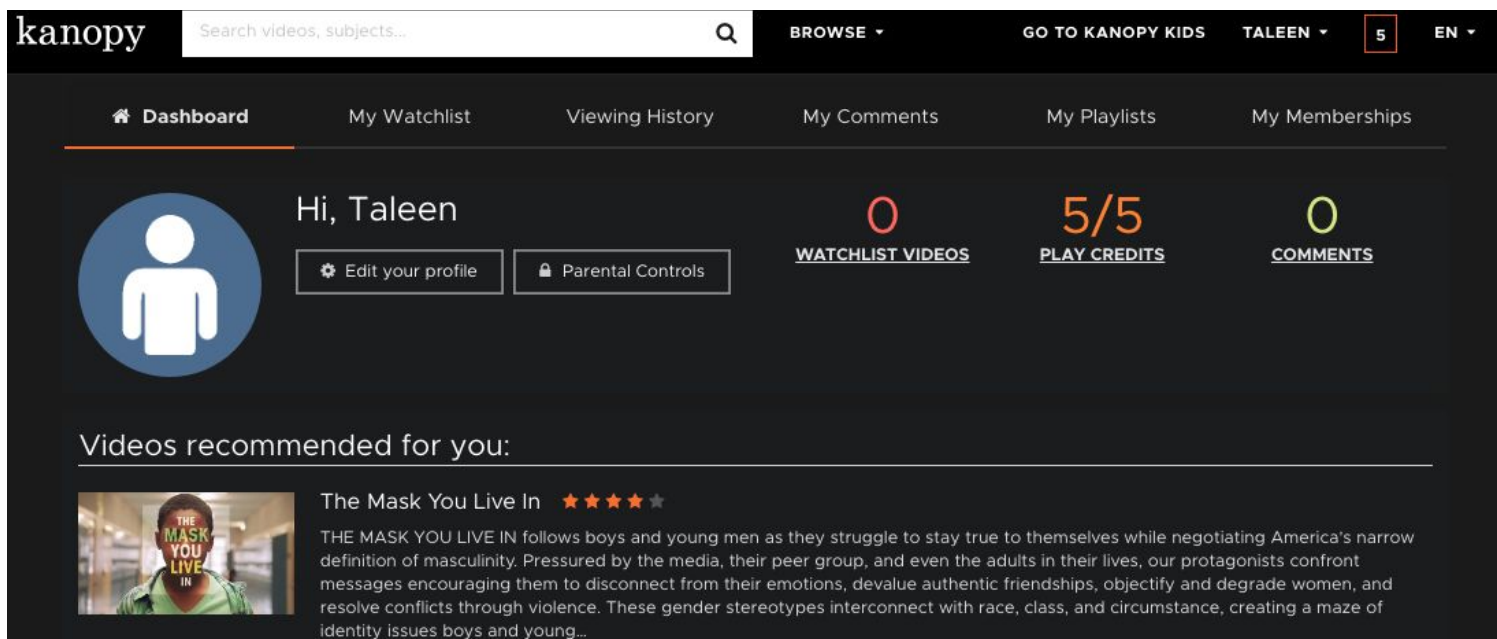 kanopy
Search videos, subjects...
BROWSE
GO TO KANOPY KIDS
TALEEN
5
EN
Dashboard
My Watchlist
Viewing History
My Comments
My Playlists
My Memberships
Hi, Taleen
Edit your profile
Parental Controls
0
WATCHLIST VIDEOS
5/5
PLAY CREDITS
0
COMMENTS
Videos recommended for you:
THE
MASK
YOU
LIVE
IN
The Mask You Live In
THE MASK YOU LIVE IN follows boys and young men as they struggle to stay true to themselves while negotiating America's narrow
definition of masculinity. Pressured by the media, their peer group, and even the adults in their lives, our protagonists confront
messages encouraging them to disconnect from their emotions, devalue authentic friendships, objectify and degrade women, and
resolve conflicts through violence. These gender stereotypes interconnect with race, class, and circumstance, creating a maze of
identity issues boys and young...